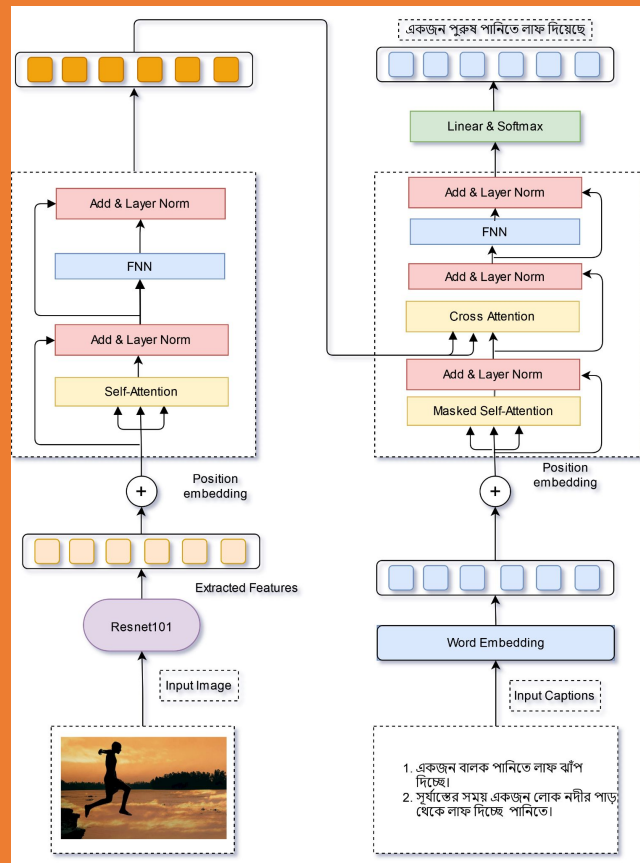 একজন পুরুষ পানিতে লাফ দিয়েছে
Linear & Softmax
Add & Layer Norm
FNN
Add & Layer Norm
Cross Attention
Add & Layer Norm
Masked Self-Attention
Position
embedding
Word Embedding
Input Captions
1. একজন বালক পানিতে লাফ ঝাঁপ
দিচ্ছে।
2. সূর্যাস্তের সময় একজন লোক নদীর পাড়
থেকে লাফ দিচ্ছে পানিতে।
Add & Layer Norm
FNN
Add & Layer Norm
Self-Attention
Position
embedding
Extracted Features
Resnet101
Input Image